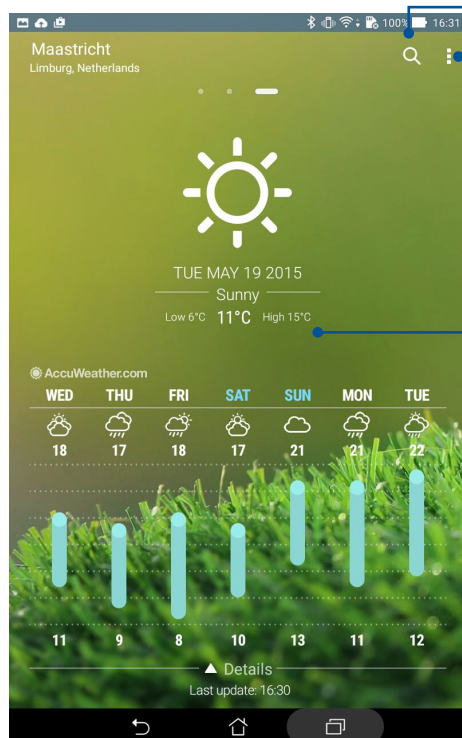 100% 16:31
Maastricht
Limburg, Netherlands
TUE MAY 19 2015
Sunny
Low 6°C 11°C High 15°C
AccuWeather.com
WED THU FRI SAT SUN MON TUE
18 17 18 17 21 21 22
11 9 8 10 13 11 12
Details
Last update: 16:30